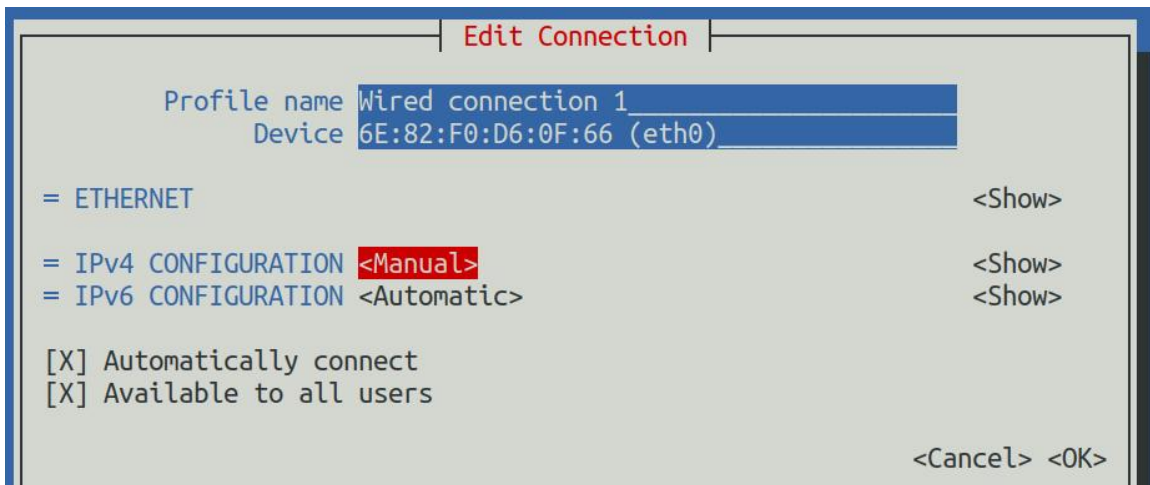 Edit Connection
Profile name Wired connection 1
Device 6E:82:F0:D6:0F:66 (eth0)
= ETHERNET <Show>
= IPv4 CONFIGURATION <Manual> <Show>
= IPv6 CONFIGURATION <Automatic> <Show>
[X] Automatically connect
[X] Available to all users
<Cancel> <OK>